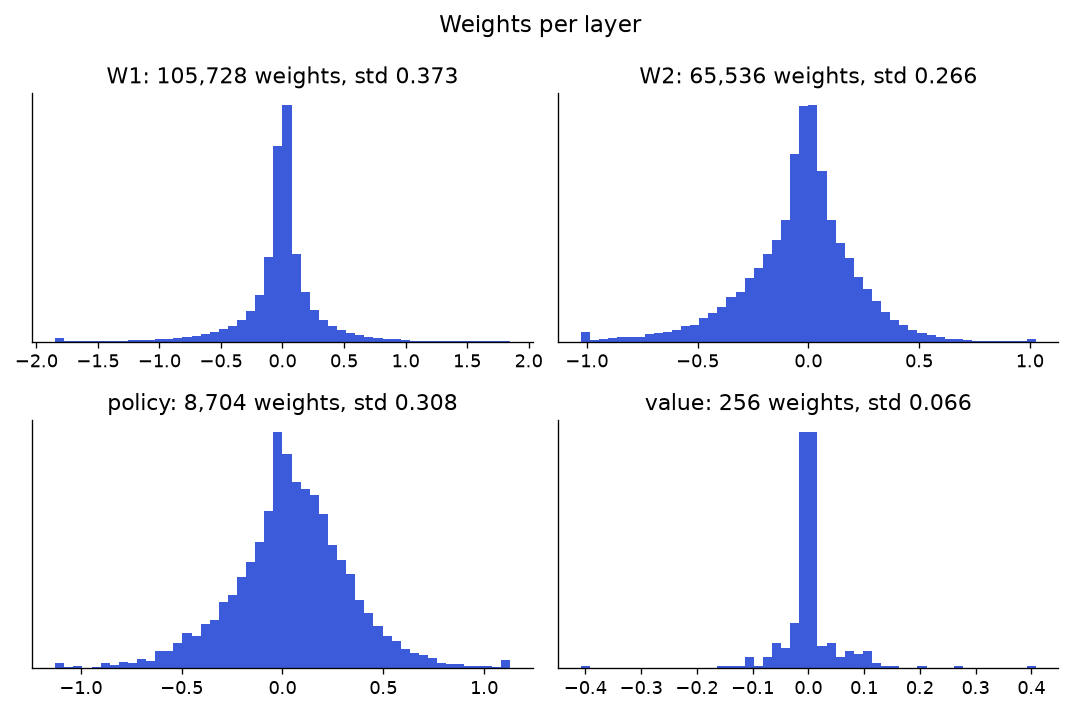 Weights per layer
W1: 105,728 weights, std 0.373
W2: 65,536 weights, std 0.266
−2.0 −1.5 −1.0 −0.5 0.0 0.5 1.0 1.5 2.0
−1.0 −0.5 0.0 0.5 1.0
policy: 8,704 weights, std 0.308
value: 256 weights, std 0.066
−1.0 −0.5 0.0 0.5 1.0
−0.4 −0.3 −0.2 −0.1 0.0 0.1 0.2 0.3 0.4